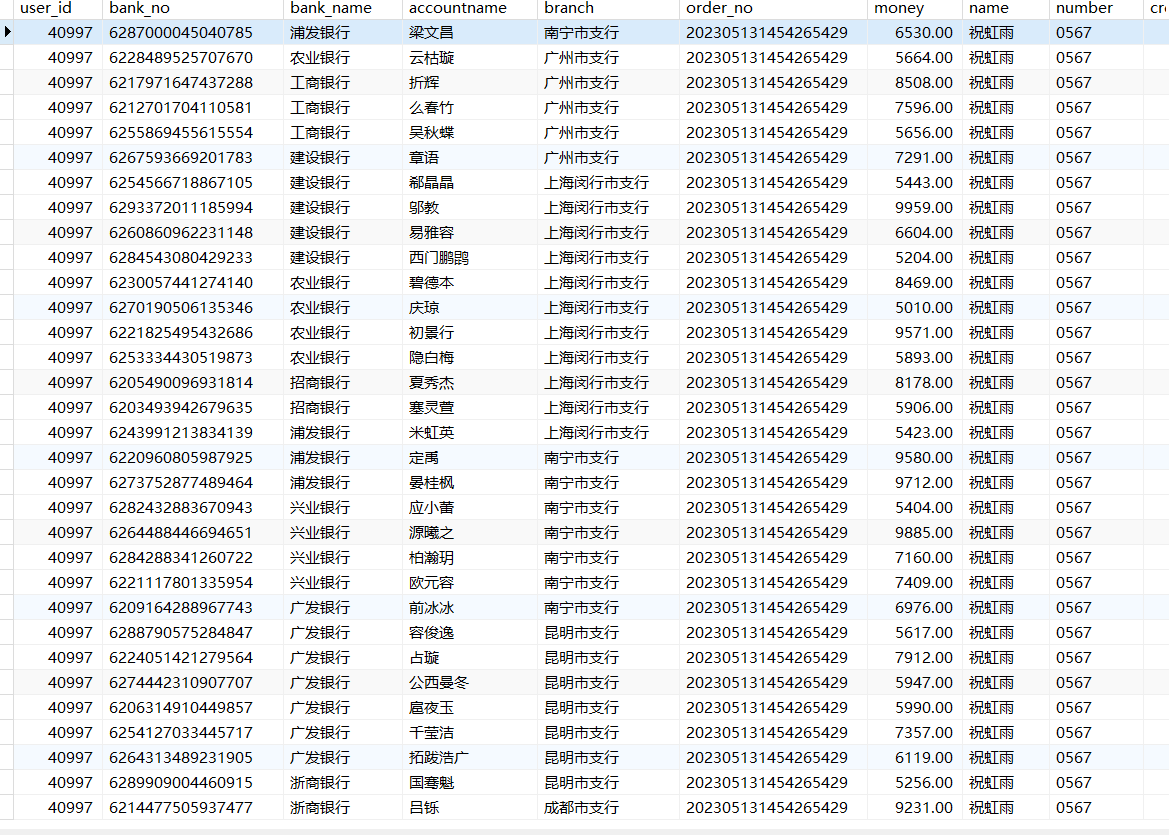 user_id bank_no bank_name accountname branch order_no money name number cr
40997 6287000045040785 浦发银行 梁文昌 南宁市支行 202305131454265429 6530.00 祝虹雨 0567
40997 6228489525707670 农业银行 云枯璇 广州市支行 202305131454265429 5664.00 祝虹雨 0567
40997 6217971647437288 工商银行 折辉 广州市支行 202305131454265429 8508.00 祝虹雨 0567
40997 6212701704110581 工商银行 么春竹 广州市支行 202305131454265429 7596.00 祝虹雨 0567
40997 6255869455615554 工商银行 吴秋蝶 广州市支行 202305131454265429 5656.00 祝虹雨 0567
40997 6267593669201783 建设银行 章语 广州市支行 202305131454265429 7291.00 祝虹雨 0567
40997 6254566718867105 建设银行 郗晶晶 上海闵行市支行 202305131454265429 5443.00 祝虹雨 0567
40997 6293372011185994 建设银行 邬教 上海闵行市支行 202305131454265429 9959.00 祝虹雨 0567
40997 6260860962231148 建设银行 易雅容 上海闵行市支行 202305131454265429 6604.00 祝虹雨 0567
40997 6284543080429233 建设银行 西门鹏鹍 上海闵行市支行 202305131454265429 5204.00 祝虹雨 0567
40997 6230057441274140 农业银行 碧德本 上海闵行市支行 202305131454265429 8469.00 祝虹雨 0567
40997 6270190506135346 农业银行 庆琼 上海闵行市支行 202305131454265429 5010.00 祝虹雨 0567
40997 6221825495432686 农业银行 初景行 上海闵行市支行 202305131454265429 9571.00 祝虹雨 0567
40997 6253334430519873 农业银行 隐白梅 上海闵行市支行 202305131454265429 5893.00 祝虹雨 0567
40997 6205490096931814 招商银行 夏秀杰 上海闵行市支行 202305131454265429 8178.00 祝虹雨 0567
40997 6203493942679635 招商银行 塞灵萱 上海闵行市支行 202305131454265429 5906.00 祝虹雨 0567
40997 6243991213834139 浦发银行 米虹英 上海闵行市支行 202305131454265429 5423.00 祝虹雨 0567
40997 6220960805987925 浦发银行 定禹 南宁市支行 202305131454265429 9580.00 祝虹雨 0567
40997 6273752877489464 浦发银行 晏桂枫 南宁市支行 202305131454265429 9712.00 祝虹雨 0567
40997 6282432883670943 兴业银行 应小蕾 南宁市支行 202305131454265429 5404.00 祝虹雨 0567
40997 6264488446694651 兴业银行 源曦之 南宁市支行 202305131454265429 9885.00 祝虹雨 0567
40997 6284288341260722 兴业银行 柏瀚玥 南宁市支行 202305131454265429 7160.00 祝虹雨 0567
40997 6221117801335954 兴业银行 欧元容 南宁市支行 202305131454265429 7409.00 祝虹雨 0567
40997 6209164288967743 广发银行 前冰冰 南宁市支行 202305131454265429 6976.00 祝虹雨 0567
40997 6288790575284847 广发银行 容俊逸 昆明市支行 202305131454265429 5617.00 祝虹雨 0567
40997 6224051421279564 广发银行 占璇 昆明市支行 202305131454265429 7912.00 祝虹雨 0567
40997 6274442310907707 广发银行 公西曼冬 昆明市支行 202305131454265429 5947.00 祝虹雨 0567
40997 6206314910449857 广发银行 扈夜玉 昆明市支行 202305131454265429 5990.00 祝虹雨 0567
40997 6254127033445717 广发银行 千莹洁 昆明市支行 202305131454265429 7357.00 祝虹雨 0567
40997 6264313489231905 广发银行 拓跋浩广 昆明市支行 202305131454265429 6119.00 祝虹雨 0567
40997 6289909004460915 浙商银行 国骞魁 昆明市支行 202305131454265429 5256.00 祝虹雨 0567
40997 6214477505937477 浙商银行 吕铄 成都市支行 202305131454265429 9231.00 祝虹雨 0567